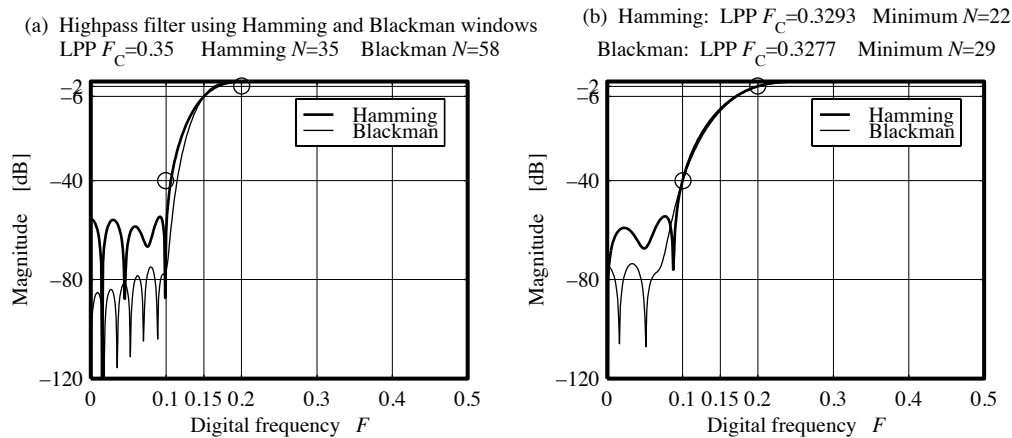 (a) Highpass filter using Hamming and Blackman windows
LPP F_C=0.35 Hamming N=35 Blackman N=58
−2
−6
−40
−80
−120
Magnitude [dB]
Hamming
Blackman
0 0.1 0.15 0.2 0.3 0.4 0.5
Digital frequency F
(b) Hamming: LPP F_C=0.3293 Minimum N=22
Blackman: LPP F_C=0.3277 Minimum N=29
−2
−6
−40
−80
−120
Magnitude [dB]
Hamming
Blackman
0 0.1 0.15 0.2 0.3 0.4 0.5
Digital frequency F